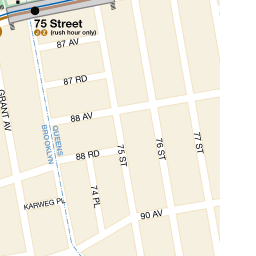 75 Street
J Z (rush hour only)
87 AV
87 RD
88 AV
QUEENS
BROOKLYN
88 RD
GRANT AV
75 ST
76 ST
77 ST
74 PL
KARWEG PL
90 AV